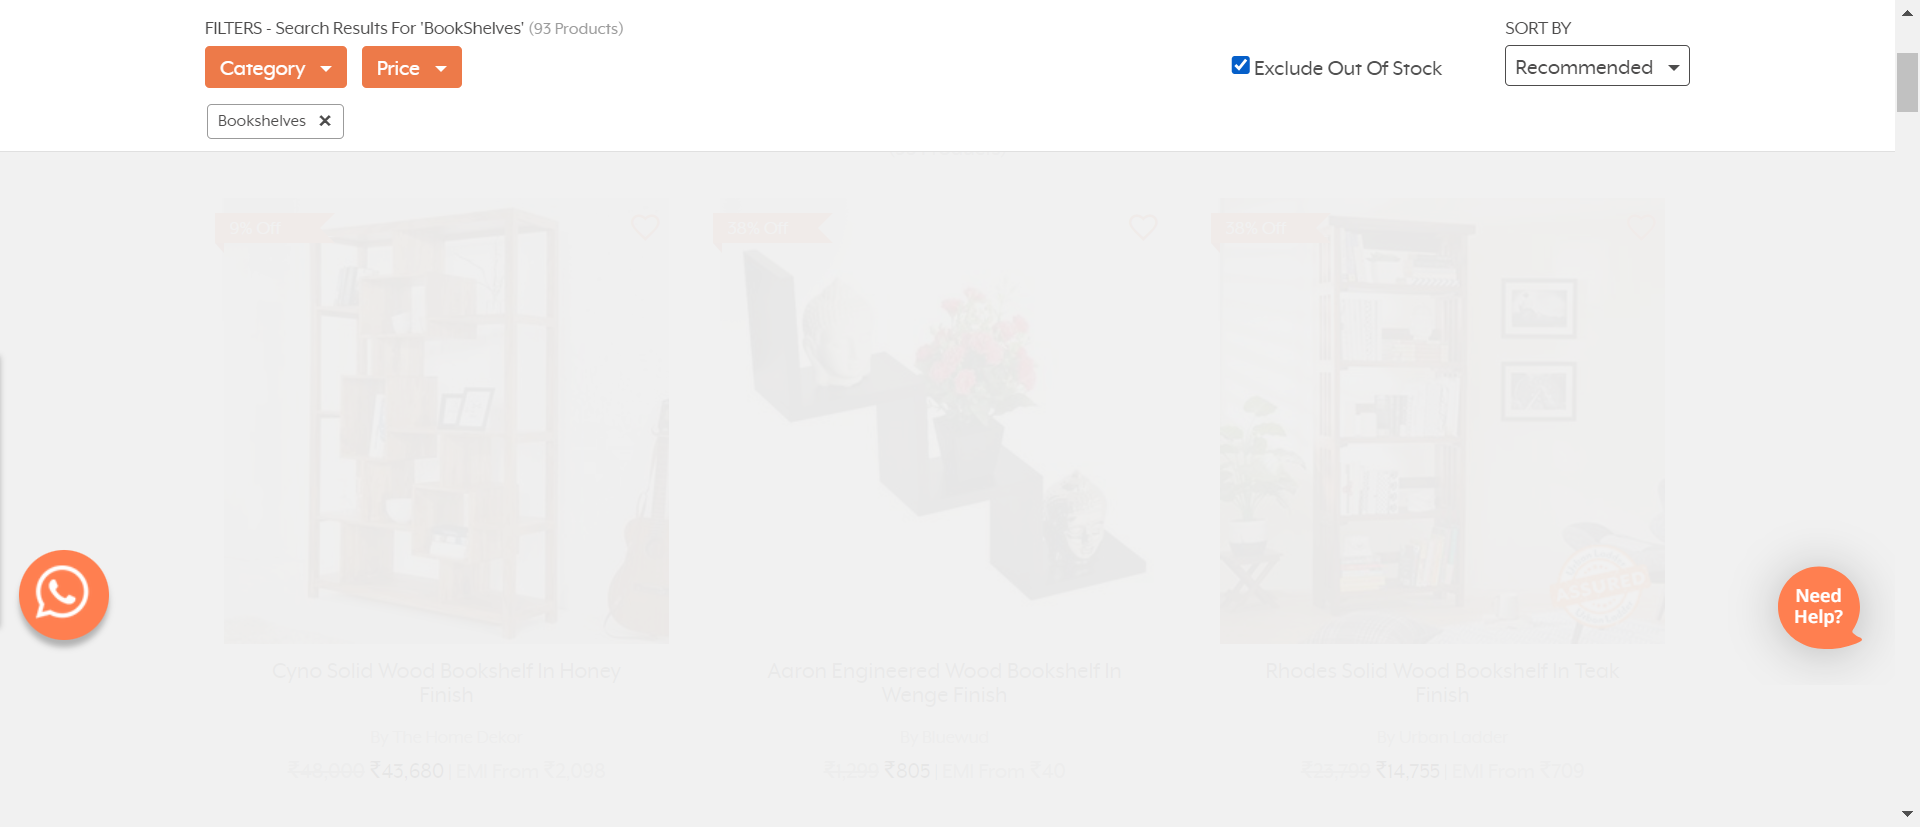 FILTERS - Search Results For 'BookShelves' (93 Products)
SORT BY
Category
Price
Exclude Out Of Stock
Recommended
Bookshelves ✕
9% Off
38% Off
38% Off
ASSURED
Need
Help?
Cyno Solid Wood Bookshelf In Honey
Finish
Aaron Engineered Wood Bookshelf In
Wenge Finish
Rhodes Solid Wood Bookshelf In Teak
Finish
By The Home Dekor
By Bluewud
By Urban Ladder
₹48,000 ₹43,680 | EMI From ₹2,098
₹1,299 ₹805 | EMI From ₹40
₹23,799 ₹14,755 | EMI From ₹709